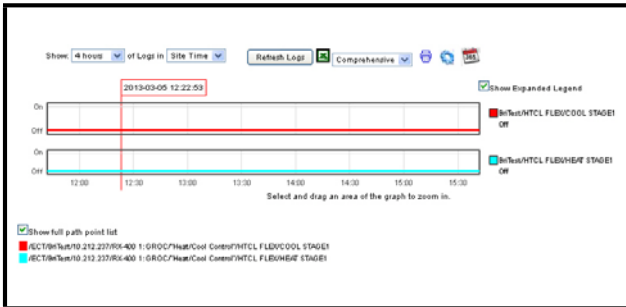 Show: 4 hours of Logs in Site Time Refresh Logs Comprehensive
2013-03-05 12:22:53
Show Expanded Legend
On
Off
BriTest/HTCL FLEX/COOL STAGE1
Off
On
Off
BriTest/HTCL FLEX/HEAT STAGE1
Off
12:00 12:30 13:00 13:30 14:00 14:30 15:00 15:30
Select and drag an area of the graph to zoom in.
Show full path point list
/ECT/BriTest/10.212.237/RX-400 1: GROC/"Heat/Cool Control"/HTCL FLEX/COOL STAGE1
/ECT/BriTest/10.212.237/RX-400 1: GROC/"Heat/Cool Control"/HTCL FLEX/HEAT STAGE1